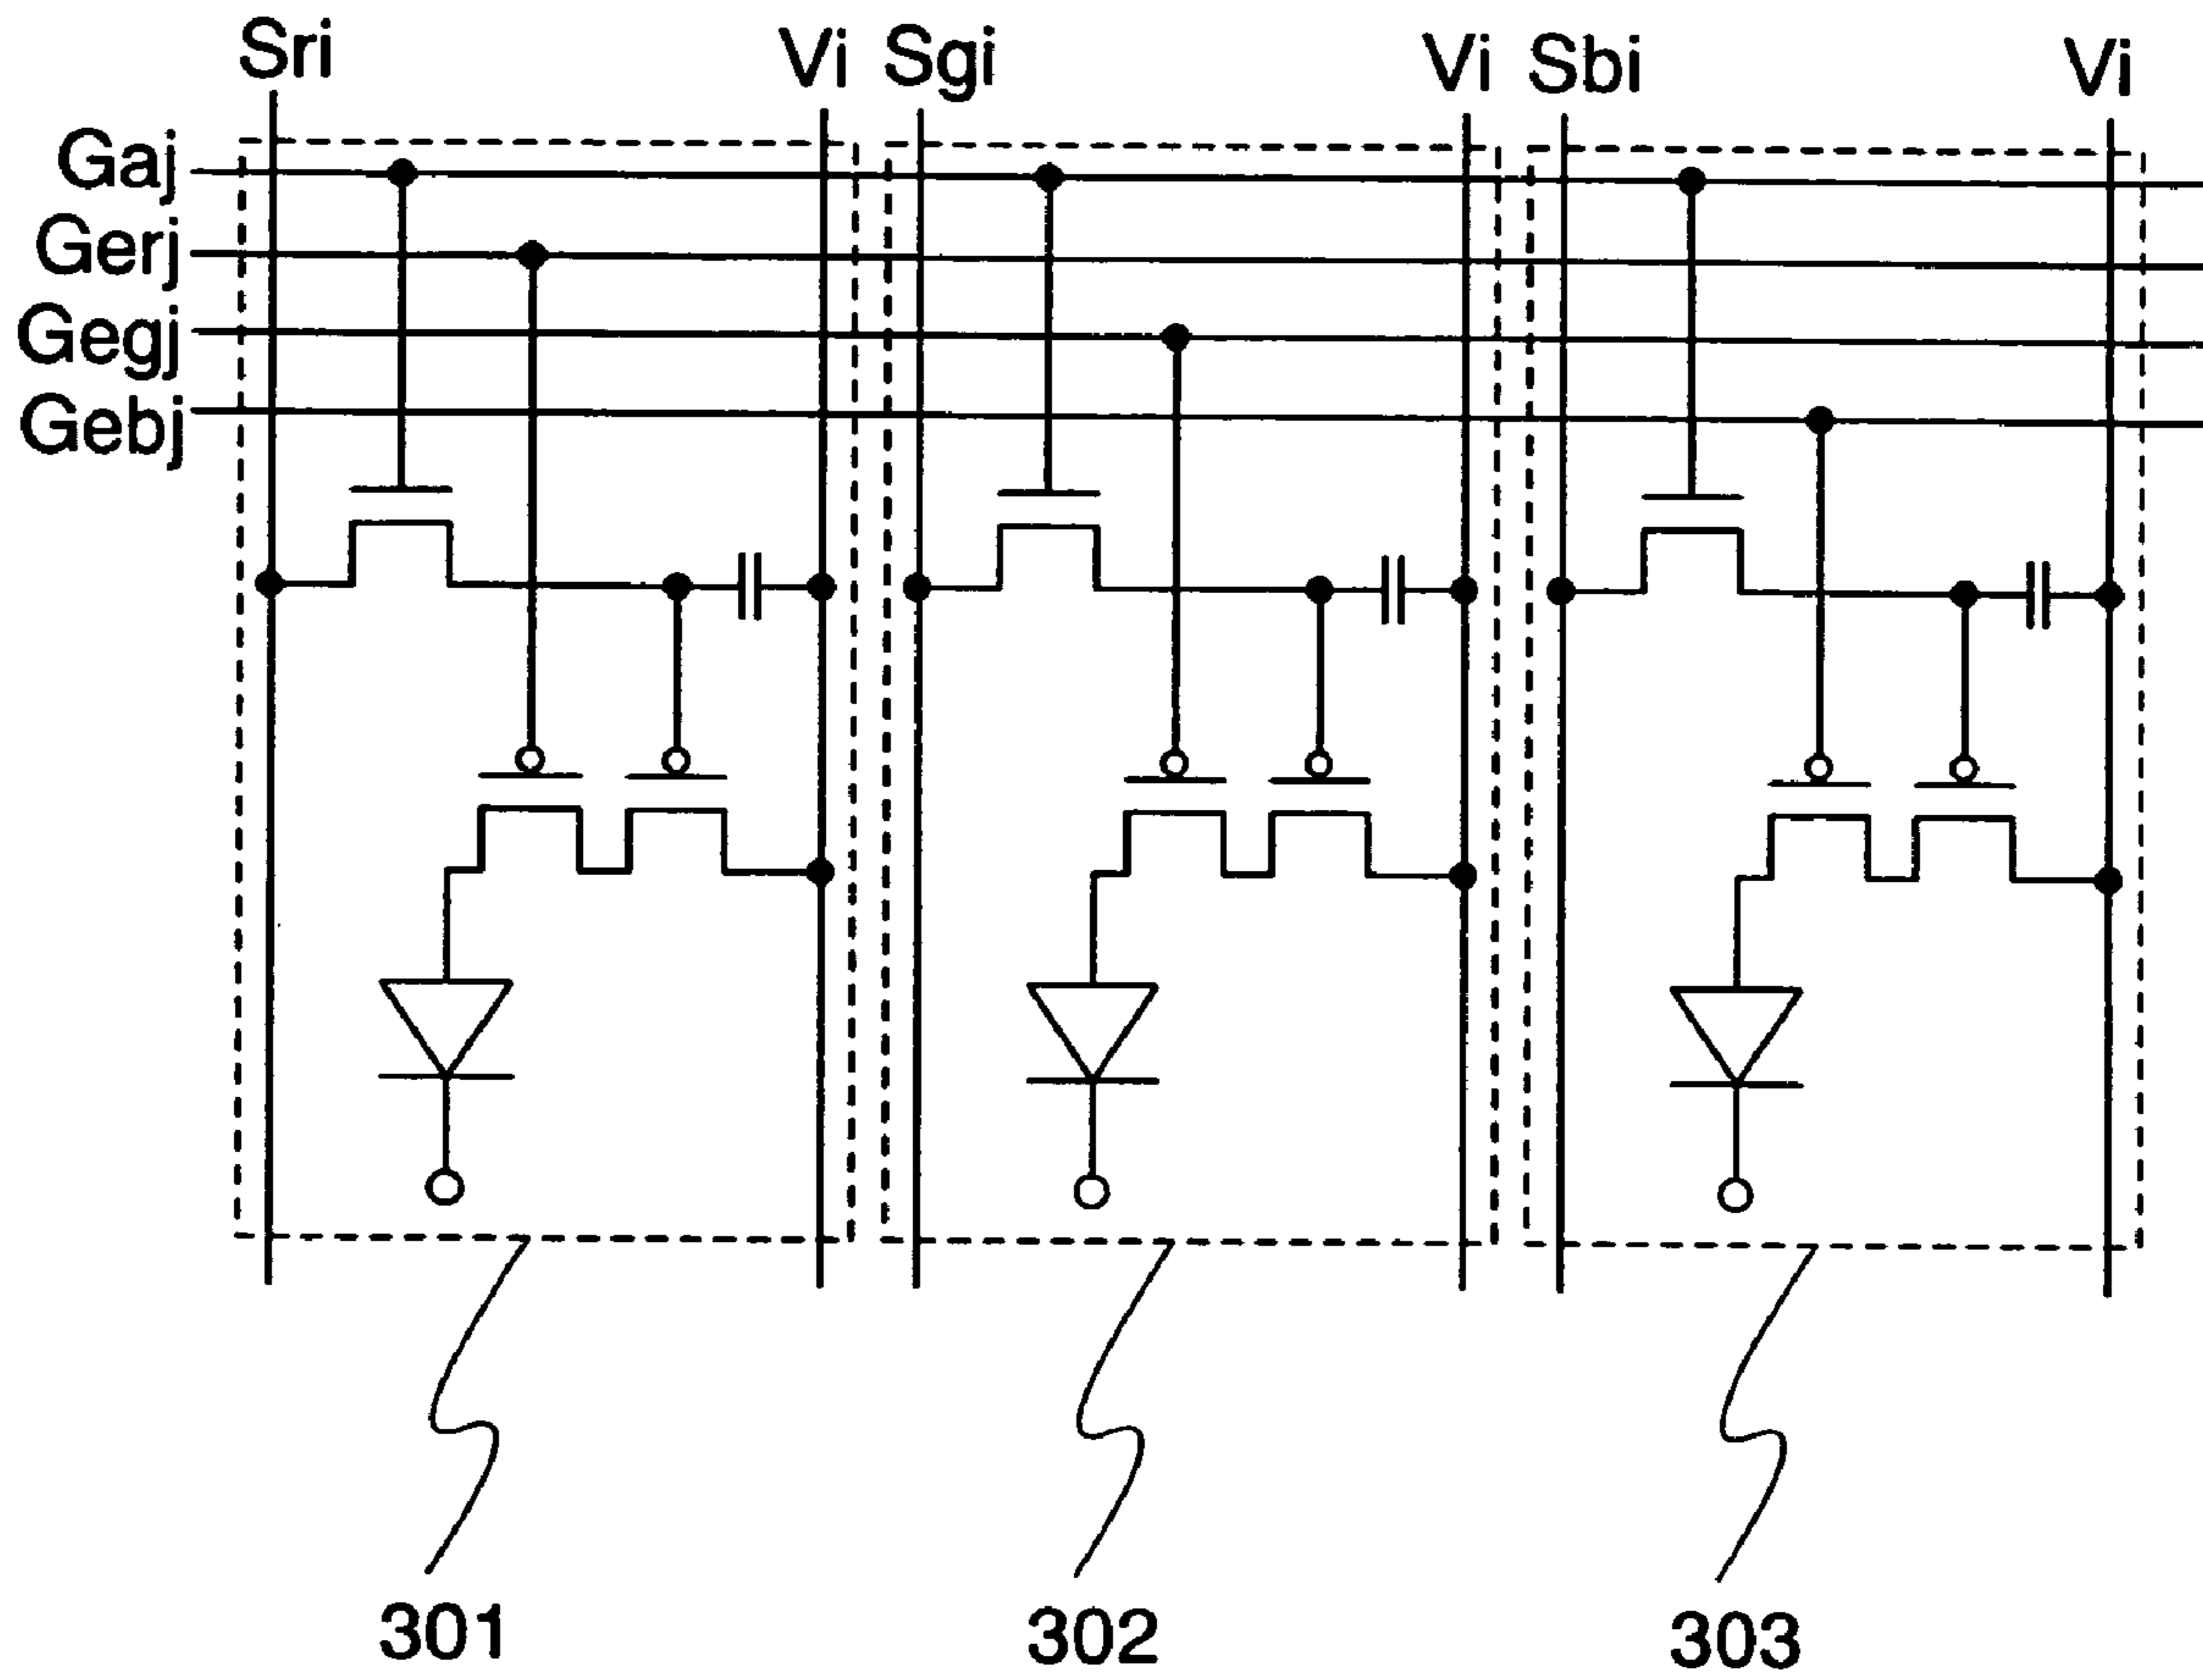 Sri Vi Sgi Vi Sbi Vi
Gaj
Gerj
Gegj
Gebj
301 302 303